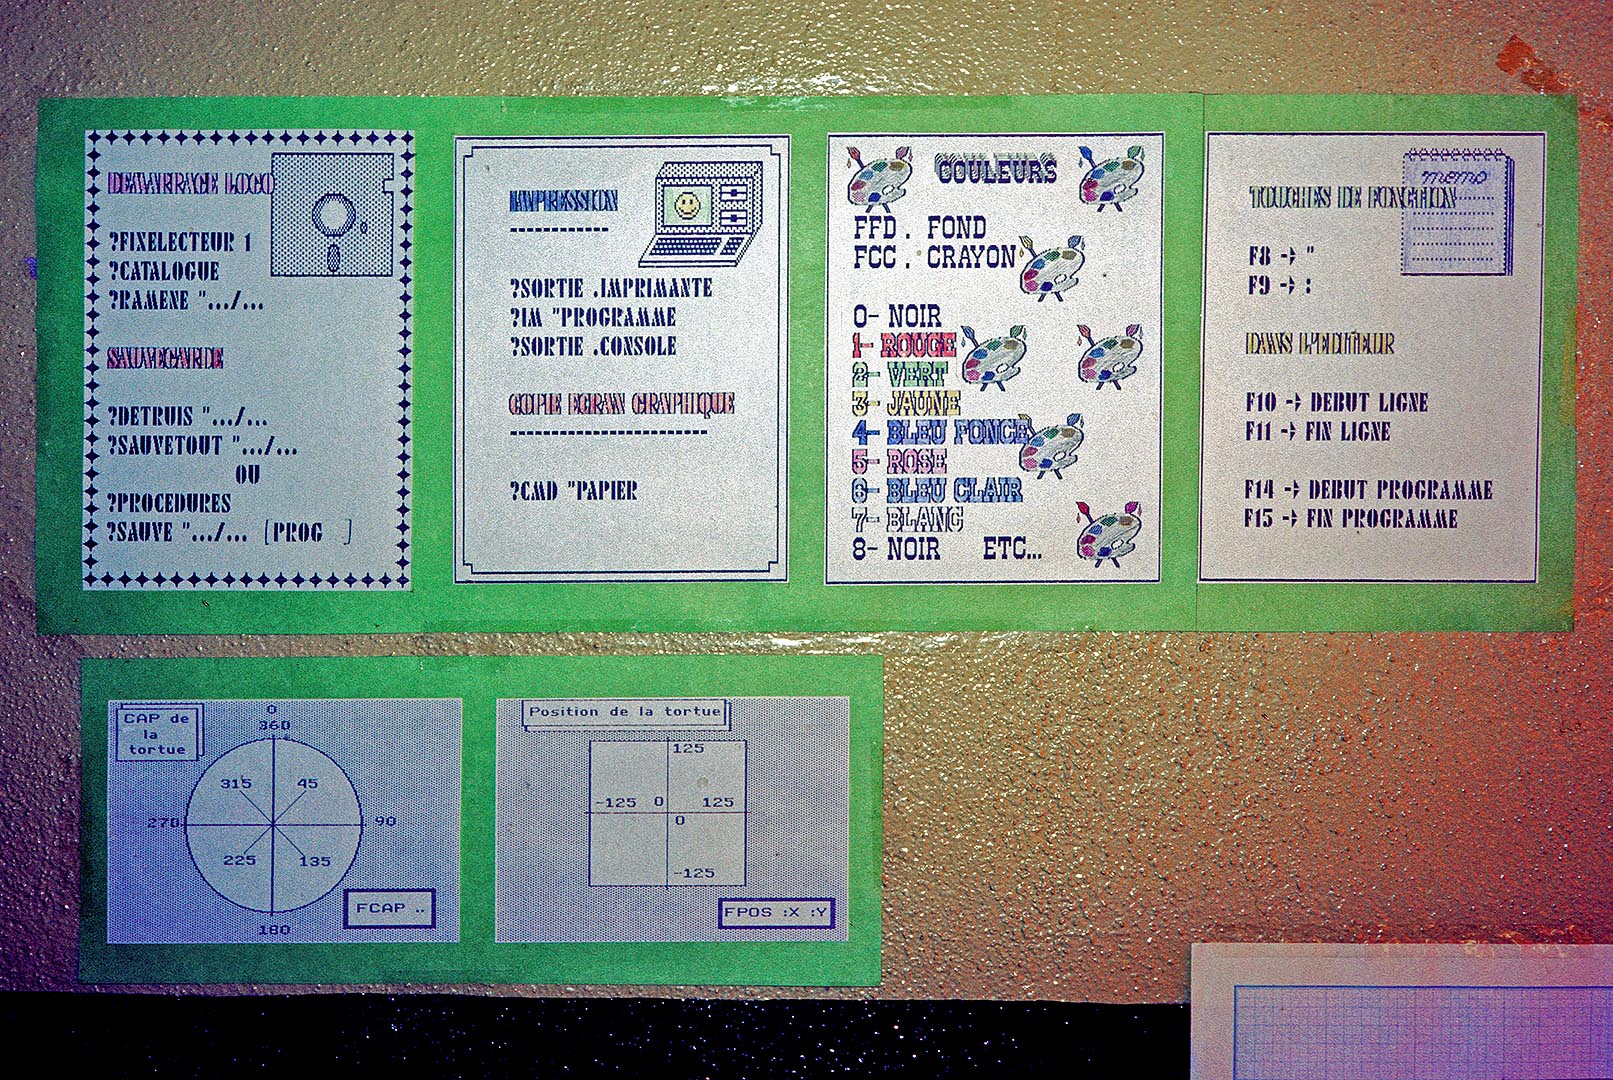 DEMARRAGE LOGO
?FIXELECTEUR 1
?CATALOGUE
?RAMENE ".../...
SAUVEGARDE
?DETRUIS ".../...
?SAUVETOUT ".../...
OU
?PROCEDURES
?SAUVE ".../... [PROG ]
IMPRESSION
?SORTIE .IMPRIMANTE
?IM "PROGRAMME
?SORTIE .CONSOLE
COPIE ECRAN GRAPHIQUE
?CMD "PAPIER
COULEURS
FFD . FOND
FCC . CRAYON
0- NOIR
1- ROUGE
2- VERT
3- JAUNE
4- BLEU FONCE
5- ROSE
6- BLEU CLAIR
7- BLANC
8- NOIR ETC...
memo
TOUCHES DE FONCTION
F8 -> "
F9 -> :
DANS L'EDITEUR
F10 -> DEBUT LIGNE
F11 -> FIN LIGNE
F14 -> DEBUT PROGRAMME
F15 -> FIN PROGRAMME
CAP de
la
tortue
0
360
315 45
270 90
225 135
180
FCAP ..
Position de la tortue
125
-125 0 125
0
-125
FPOS :X :Y